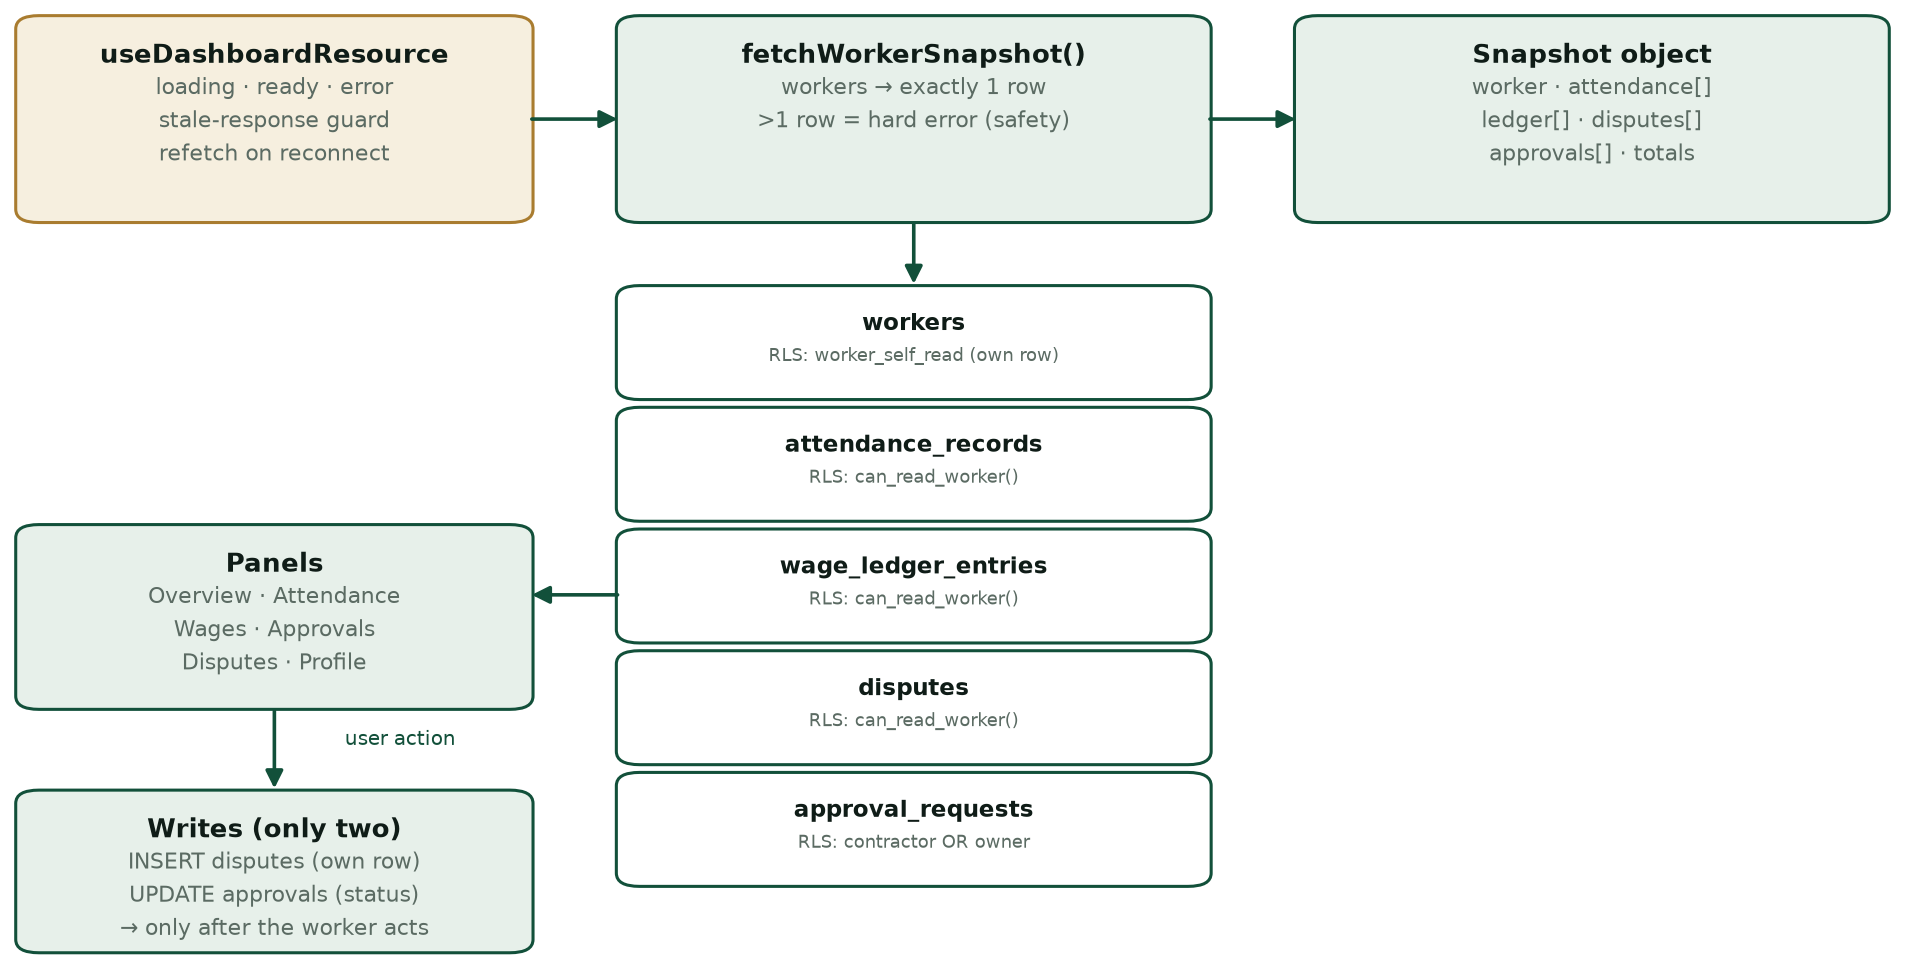 useDashboardResource
loading · ready · error
stale-response guard
refetch on reconnect
fetchWorkerSnapshot()
workers → exactly 1 row
>1 row = hard error (safety)
Snapshot object
worker · attendance[]
ledger[] · disputes[]
approvals[] · totals
workers
RLS: worker_self_read (own row)
attendance_records
RLS: can_read_worker()
wage_ledger_entries
RLS: can_read_worker()
disputes
RLS: can_read_worker()
approval_requests
RLS: contractor OR owner
Panels
Overview · Attendance
Wages · Approvals
Disputes · Profile
user action
Writes (only two)
INSERT disputes (own row)
UPDATE approvals (status)
→ only after the worker acts